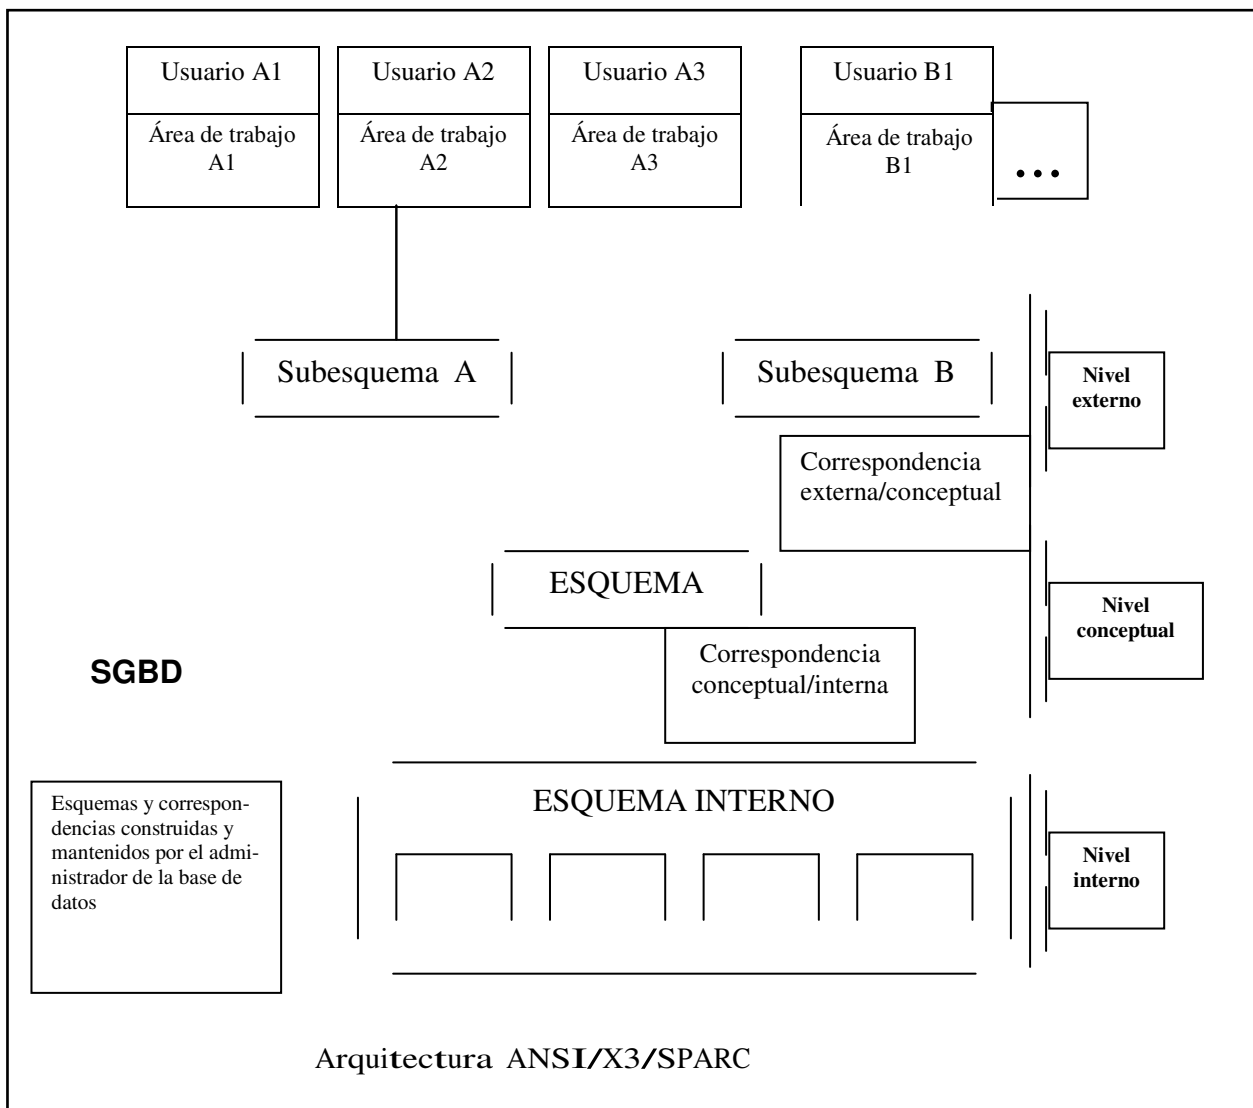 Usuario A1
Usuario A2
Usuario A3
Usuario B1
Área de trabajo
A1
Área de trabajo
A2
Área de trabajo
A3
Área de trabajo
B1
...
Subesquema A
Subesquema B
Nivel
externo
Correspondencia
externa/conceptual
ESQUEMA
Nivel
conceptual
Correspondencia
conceptual/interna
SGBD
Esquemas y correspon-
dencias construidas y
mantenidos por el admi-
nistrador de la base de
datos
ESQUEMA INTERNO
Nivel
interno
Arquitectura ANSI/X3/SPARC